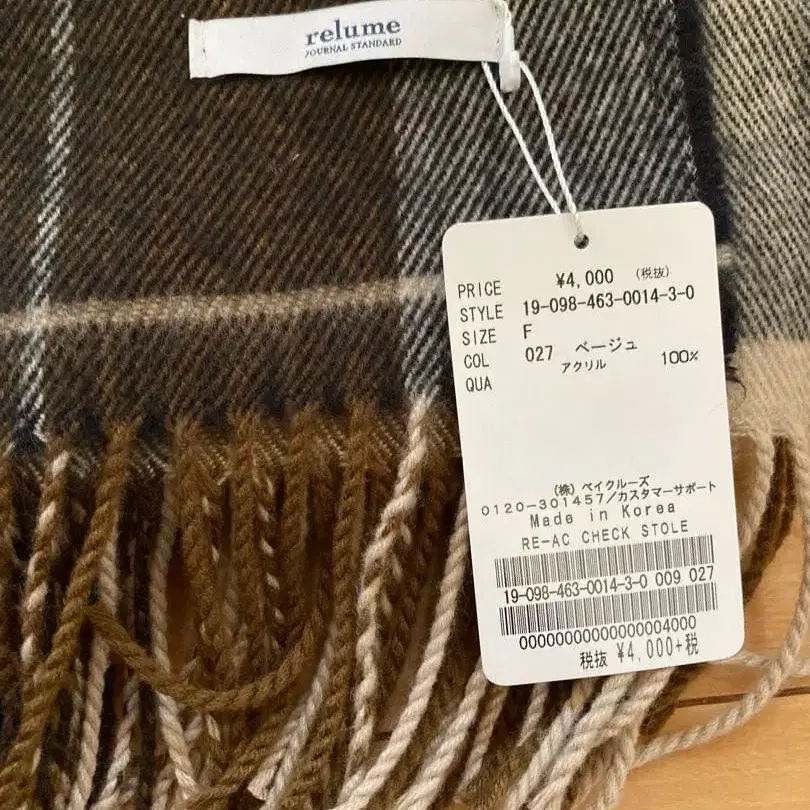 relume
JOURNAL STANDARD
PRICE ¥4,000 (税抜)
STYLE 19-098-463-0014-3-0
SIZE F
COL 027 ベージュ
QUA アクリル 100%
(株) ベイクルーズ
0120-301457/カスタマーサポート
Made in Korea
RE-AC CHECK STOLE
19-098-463-0014-3-0 009 027
00000000000000004000
税抜 ¥4,000+税